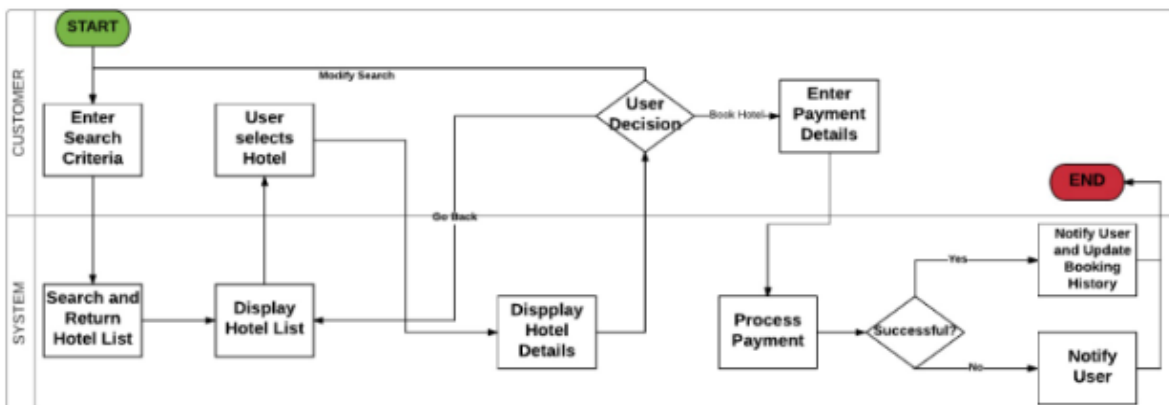 CUSTOMER
START
Modify Search
Enter
Search
Criteria
User
selects
Hotel
User
Decision
Book Hotel
Enter
Payment
Details
END
Go Back
SYSTEM
Search and
Return
Hotel List
Display
Hotel List
Dispplay
Hotel
Details
Process
Payment
Successful?
Yes
Notify User
and Update
Booking
History
No
Notify
User